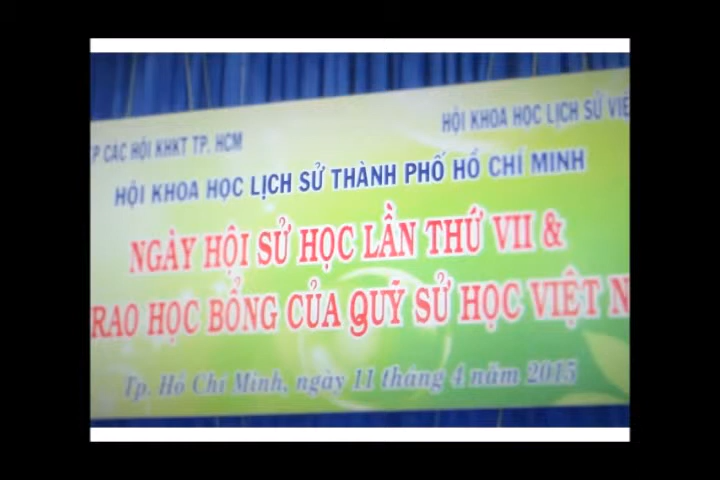 P CÁC HỘI KHKT TP. HCM
HỘI KHOA HỌC LỊCH SỬ VIỆ
HỘI KHOA HỌC LỊCH SỬ THÀNH PHỐ HỒ CHÍ MINH
NGÀY HỘI SỬ HỌC LẦN THỨ VII &
RAO HỌC BỔNG CỦA QUỸ SỬ HỌC VIỆT N
Tp. Hồ Chí Minh, ngày 11 tháng 4 năm 2015